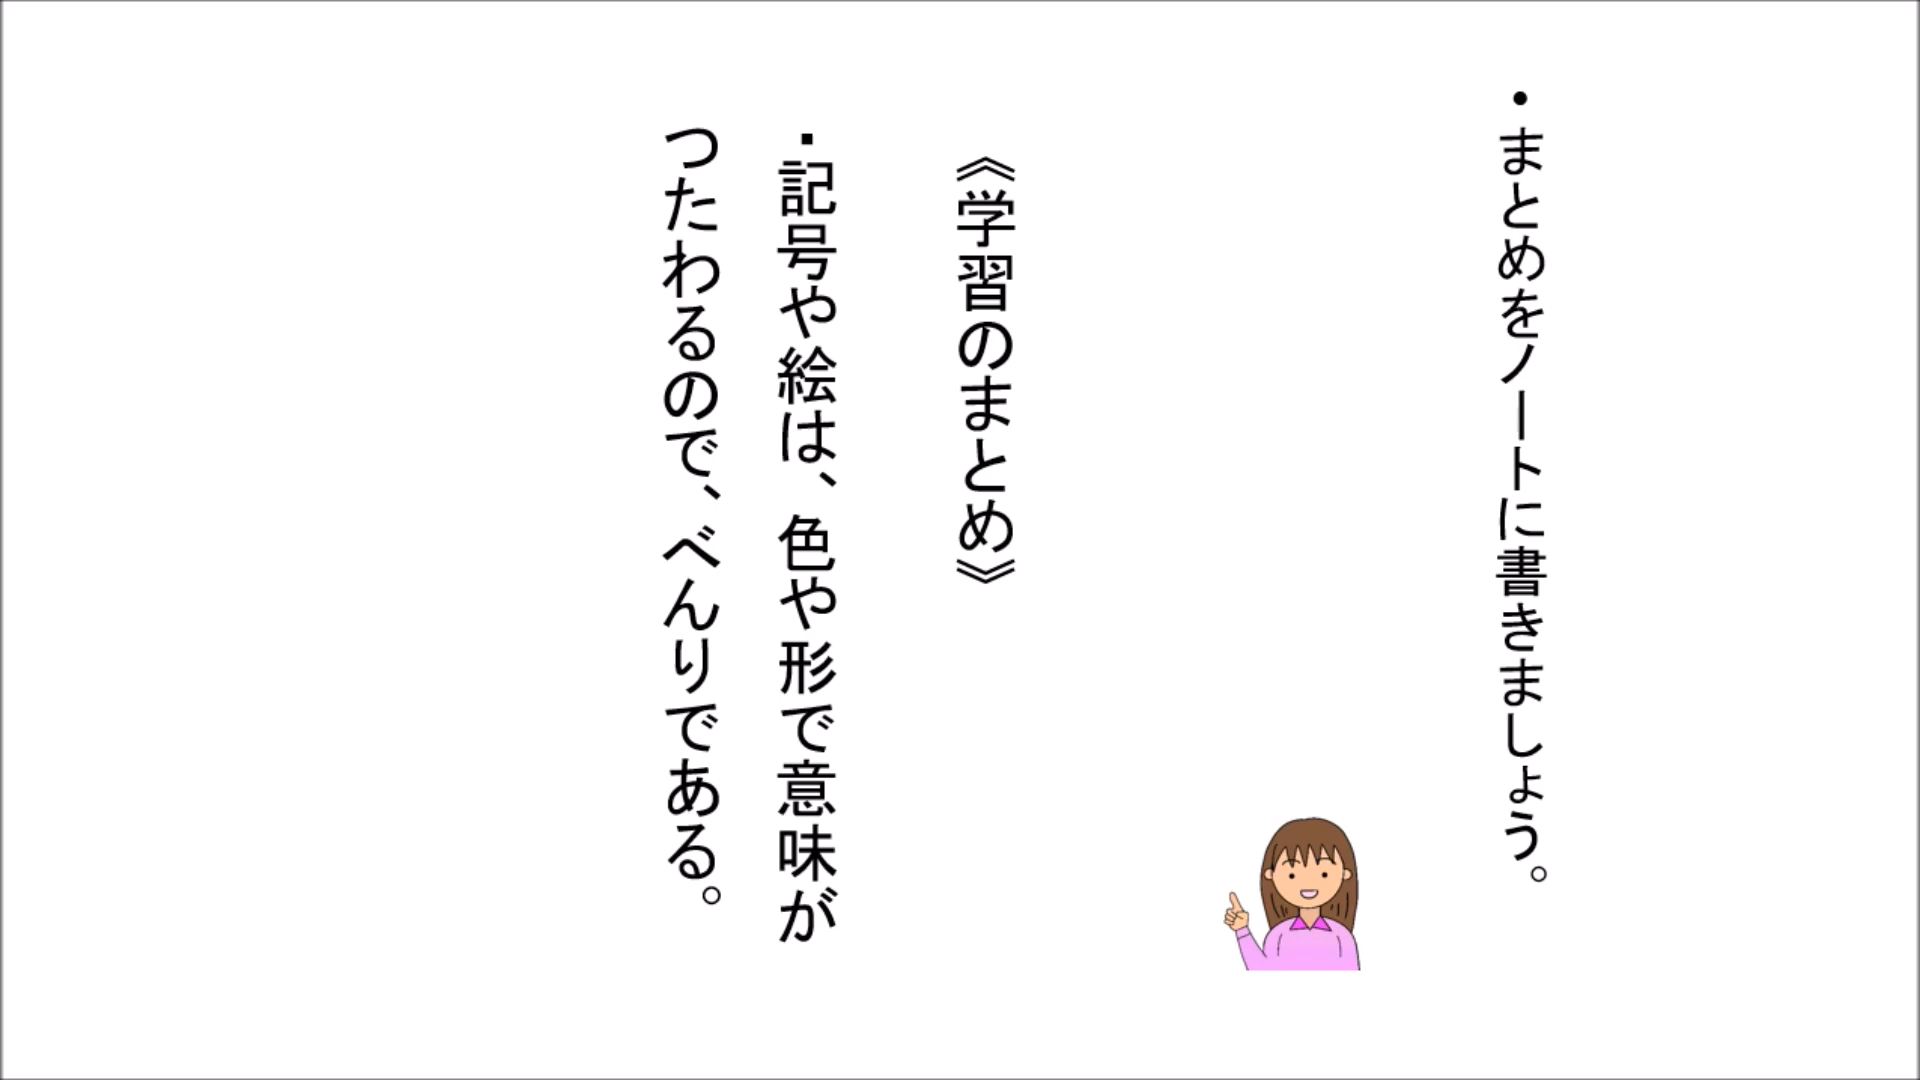 ・まとめをノートに書きましょう。
《学習のまとめ》
・記号や絵は、色や形で意味が
つたわるので、べんりである。